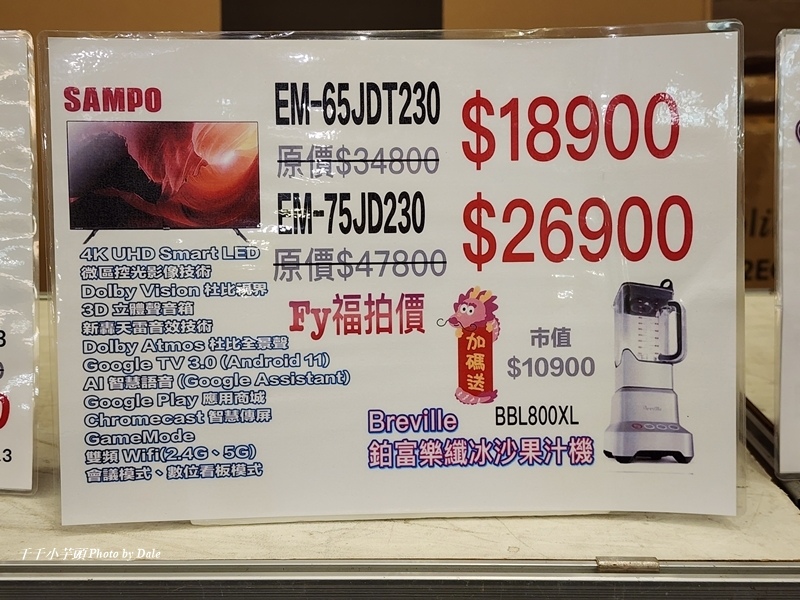 SAMPO
EM-65JDT230
原價$34800
$18900
EM-75JD230
原價$47800
$26900
4K UHD Smart LED
微區控光影像技術
Dolby Vision 杜比視界
3D 立體聲音箱
新轟天雷音效技術
Dolby Atmos 杜比全景聲
Google TV 3.0 (Android 11)
AI 智慧語音 (Google Assistant)
Google Play 應用商城
Chromecast 智慧傳屏
GameMode
雙頻 Wifi(2.4G、5G)
會議模式、數位看板模式
Fy福拍價
加碼送
市值
$10900
Breville
BBL800XL
鉑富樂纖冰沙果汁機
千千小芋頭 Photo by Dale